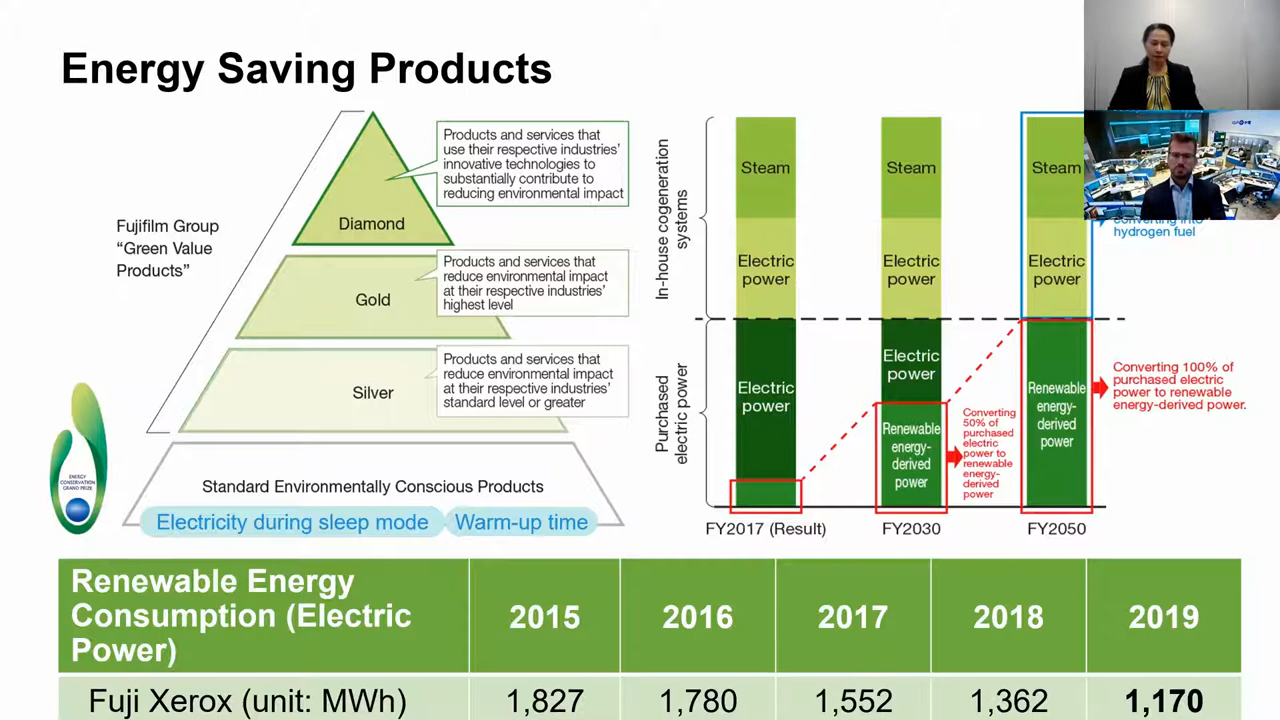 Energy Saving Products
Fujifilm Group
“Green Value
Products”
Diamond
Gold
Silver
Standard Environmentally Conscious Products
Electricity during sleep mode
Warm-up time
Products and services that
use their respective industries’
innovative technologies to
substantially contribute to
reducing environmental impact
Products and services that
reduce environmental impact
at their respective industries’
highest level
Products and services that
reduce environmental impact
at their respective industries’
standard level or greater
ENERGY
CONSERVATION
GRAND PRIZE
In-house cogeneration
systems
Purchased
electric power
Steam
Electric
power
Electric
power
FY2017 (Result)
Steam
Electric
power
Electric
power
Renewable
energy-
derived
power
FY2030
Converting
50% of
purchased
electric
power to
renewable
energy-
derived
power
Steam
Electric
power
Renewable
energy-
derived
power
FY2050
converting into
hydrogen fuel
Converting 100% of
purchased electric
power to renewable
energy-derived power.
Renewable Energy
Consumption (Electric
Power)
2015 2016 2017 2018 2019
Fuji Xerox (unit: MWh) 1,827 1,780 1,552 1,362 1,170